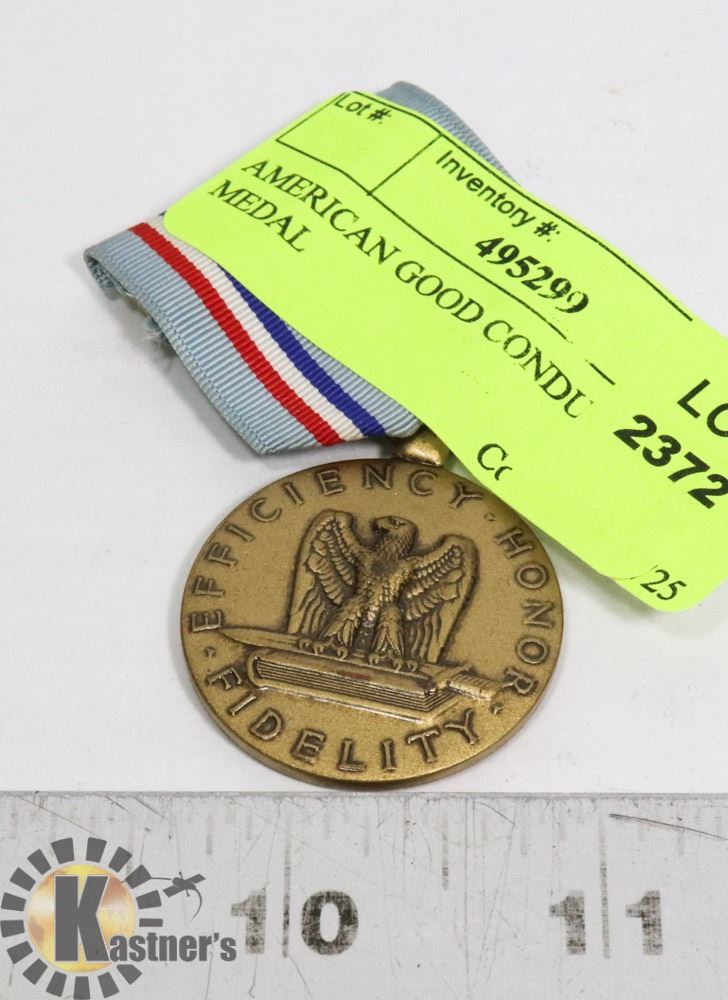 Lot #:
Inventory #:
495299
AMERICAN GOOD CONDU
MEDAL
LO
2372
Co
/25
EFFICIENCY · HONOR
FIDELITY
10 11
Kastner's